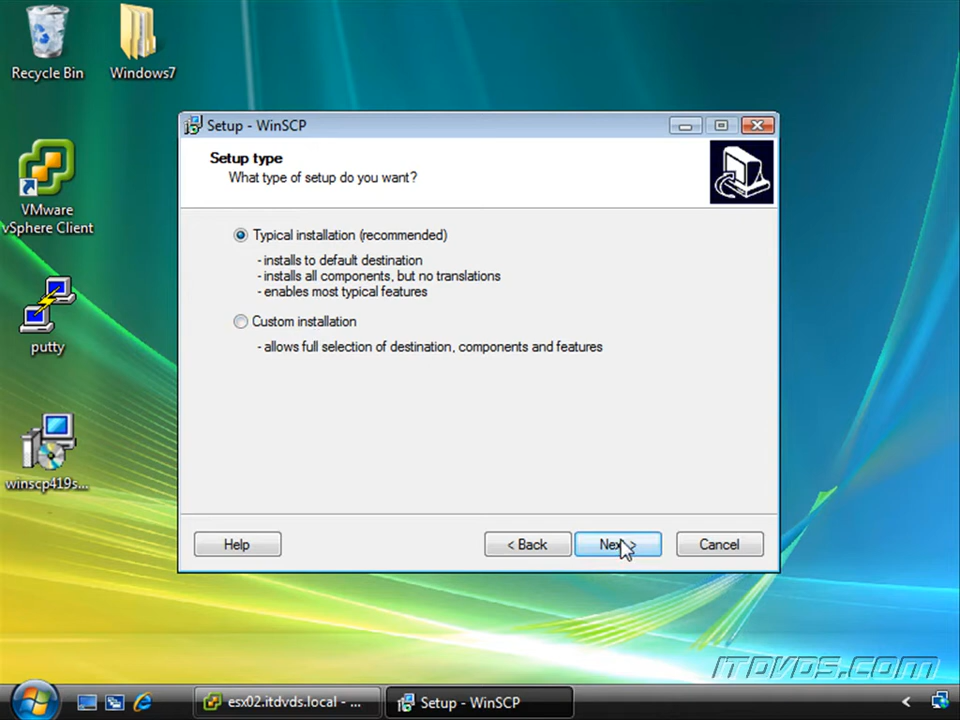 Recycle Bin
Windows7
Setup - WinSCP
Setup type
What type of setup do you want?
VMware
vSphere Client
Typical installation (recommended)
- installs to default destination
- installs all components, but no translations
- enables most typical features
Custom installation
- allows full selection of destination, components and features
putty
winscp419s...
Help
< Back
Next >
Cancel
ITDVDS.COM
esx02.itdvds.local - ...
Setup - WinSCP